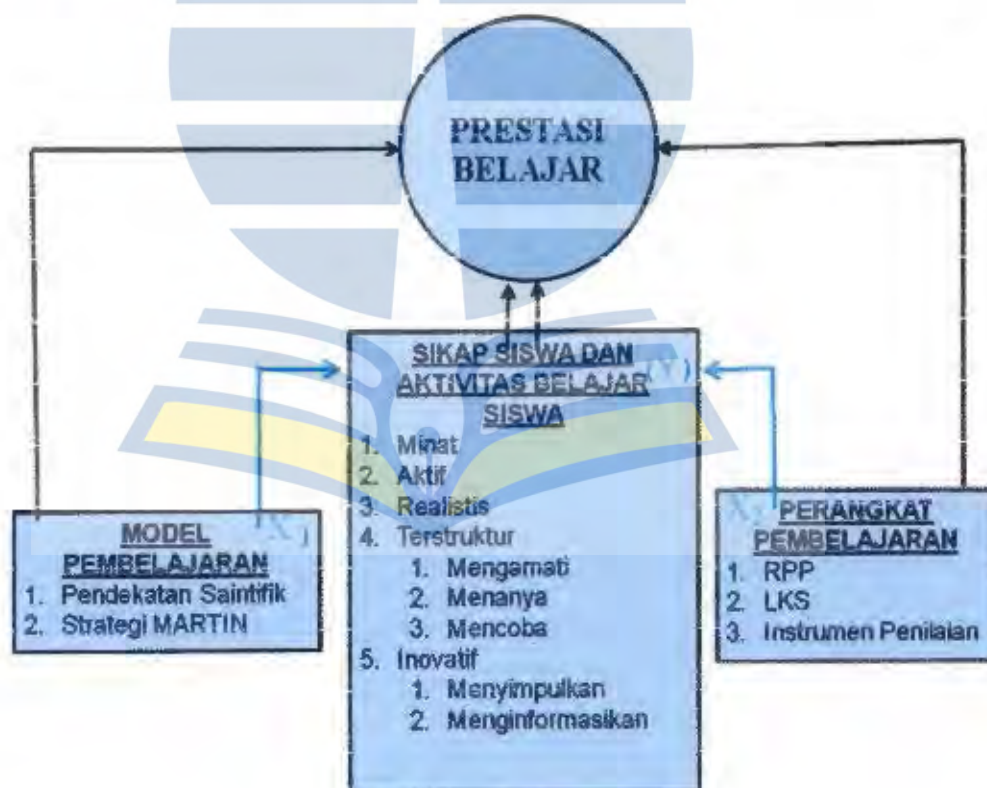 PRESTASI
BELAJAR
SIKAP SISWA DAN
AKTIVITAS BELAJAR (Y)
SISWA
1. Minat
2. Aktif
3. Realistis
4. Terstruktur
1. Mengamati
2. Menanya
3. Mencoba
5. Inovatif
1. Menyimpulkan
2. Menginformasikan
X1
MODEL
PEMBELAJARAN
1. Pendekatan Saintifik
2. Strategi MARTIN
PERANGKAT
PEMBELAJARAN
1. RPP
2. LKS
3. Instrumen Penilaian